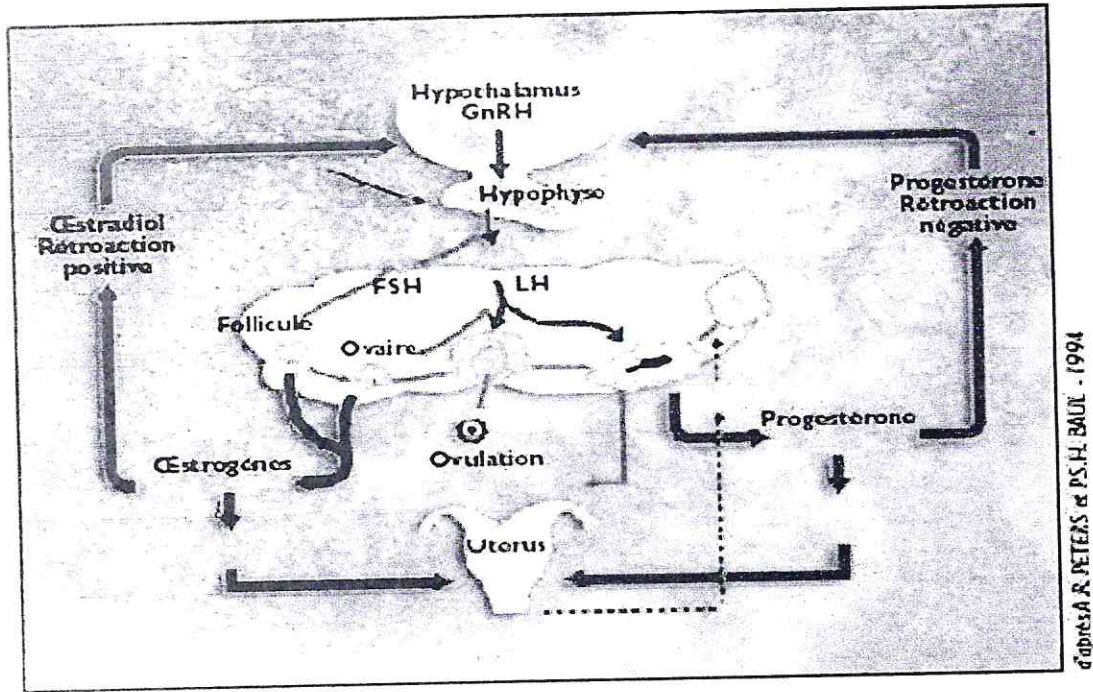 Hypothalamus
GnRH
Hypophyse
Œstradiol
Rétroaction
positive
Progestérone
Rétroaction
négative
FSH
LH
Follicule
Ovaire
Progestérone
Œstrogènes
Ovulation
Utérus
d'après A.R. PETERS et P.S.H. BALL - 1994